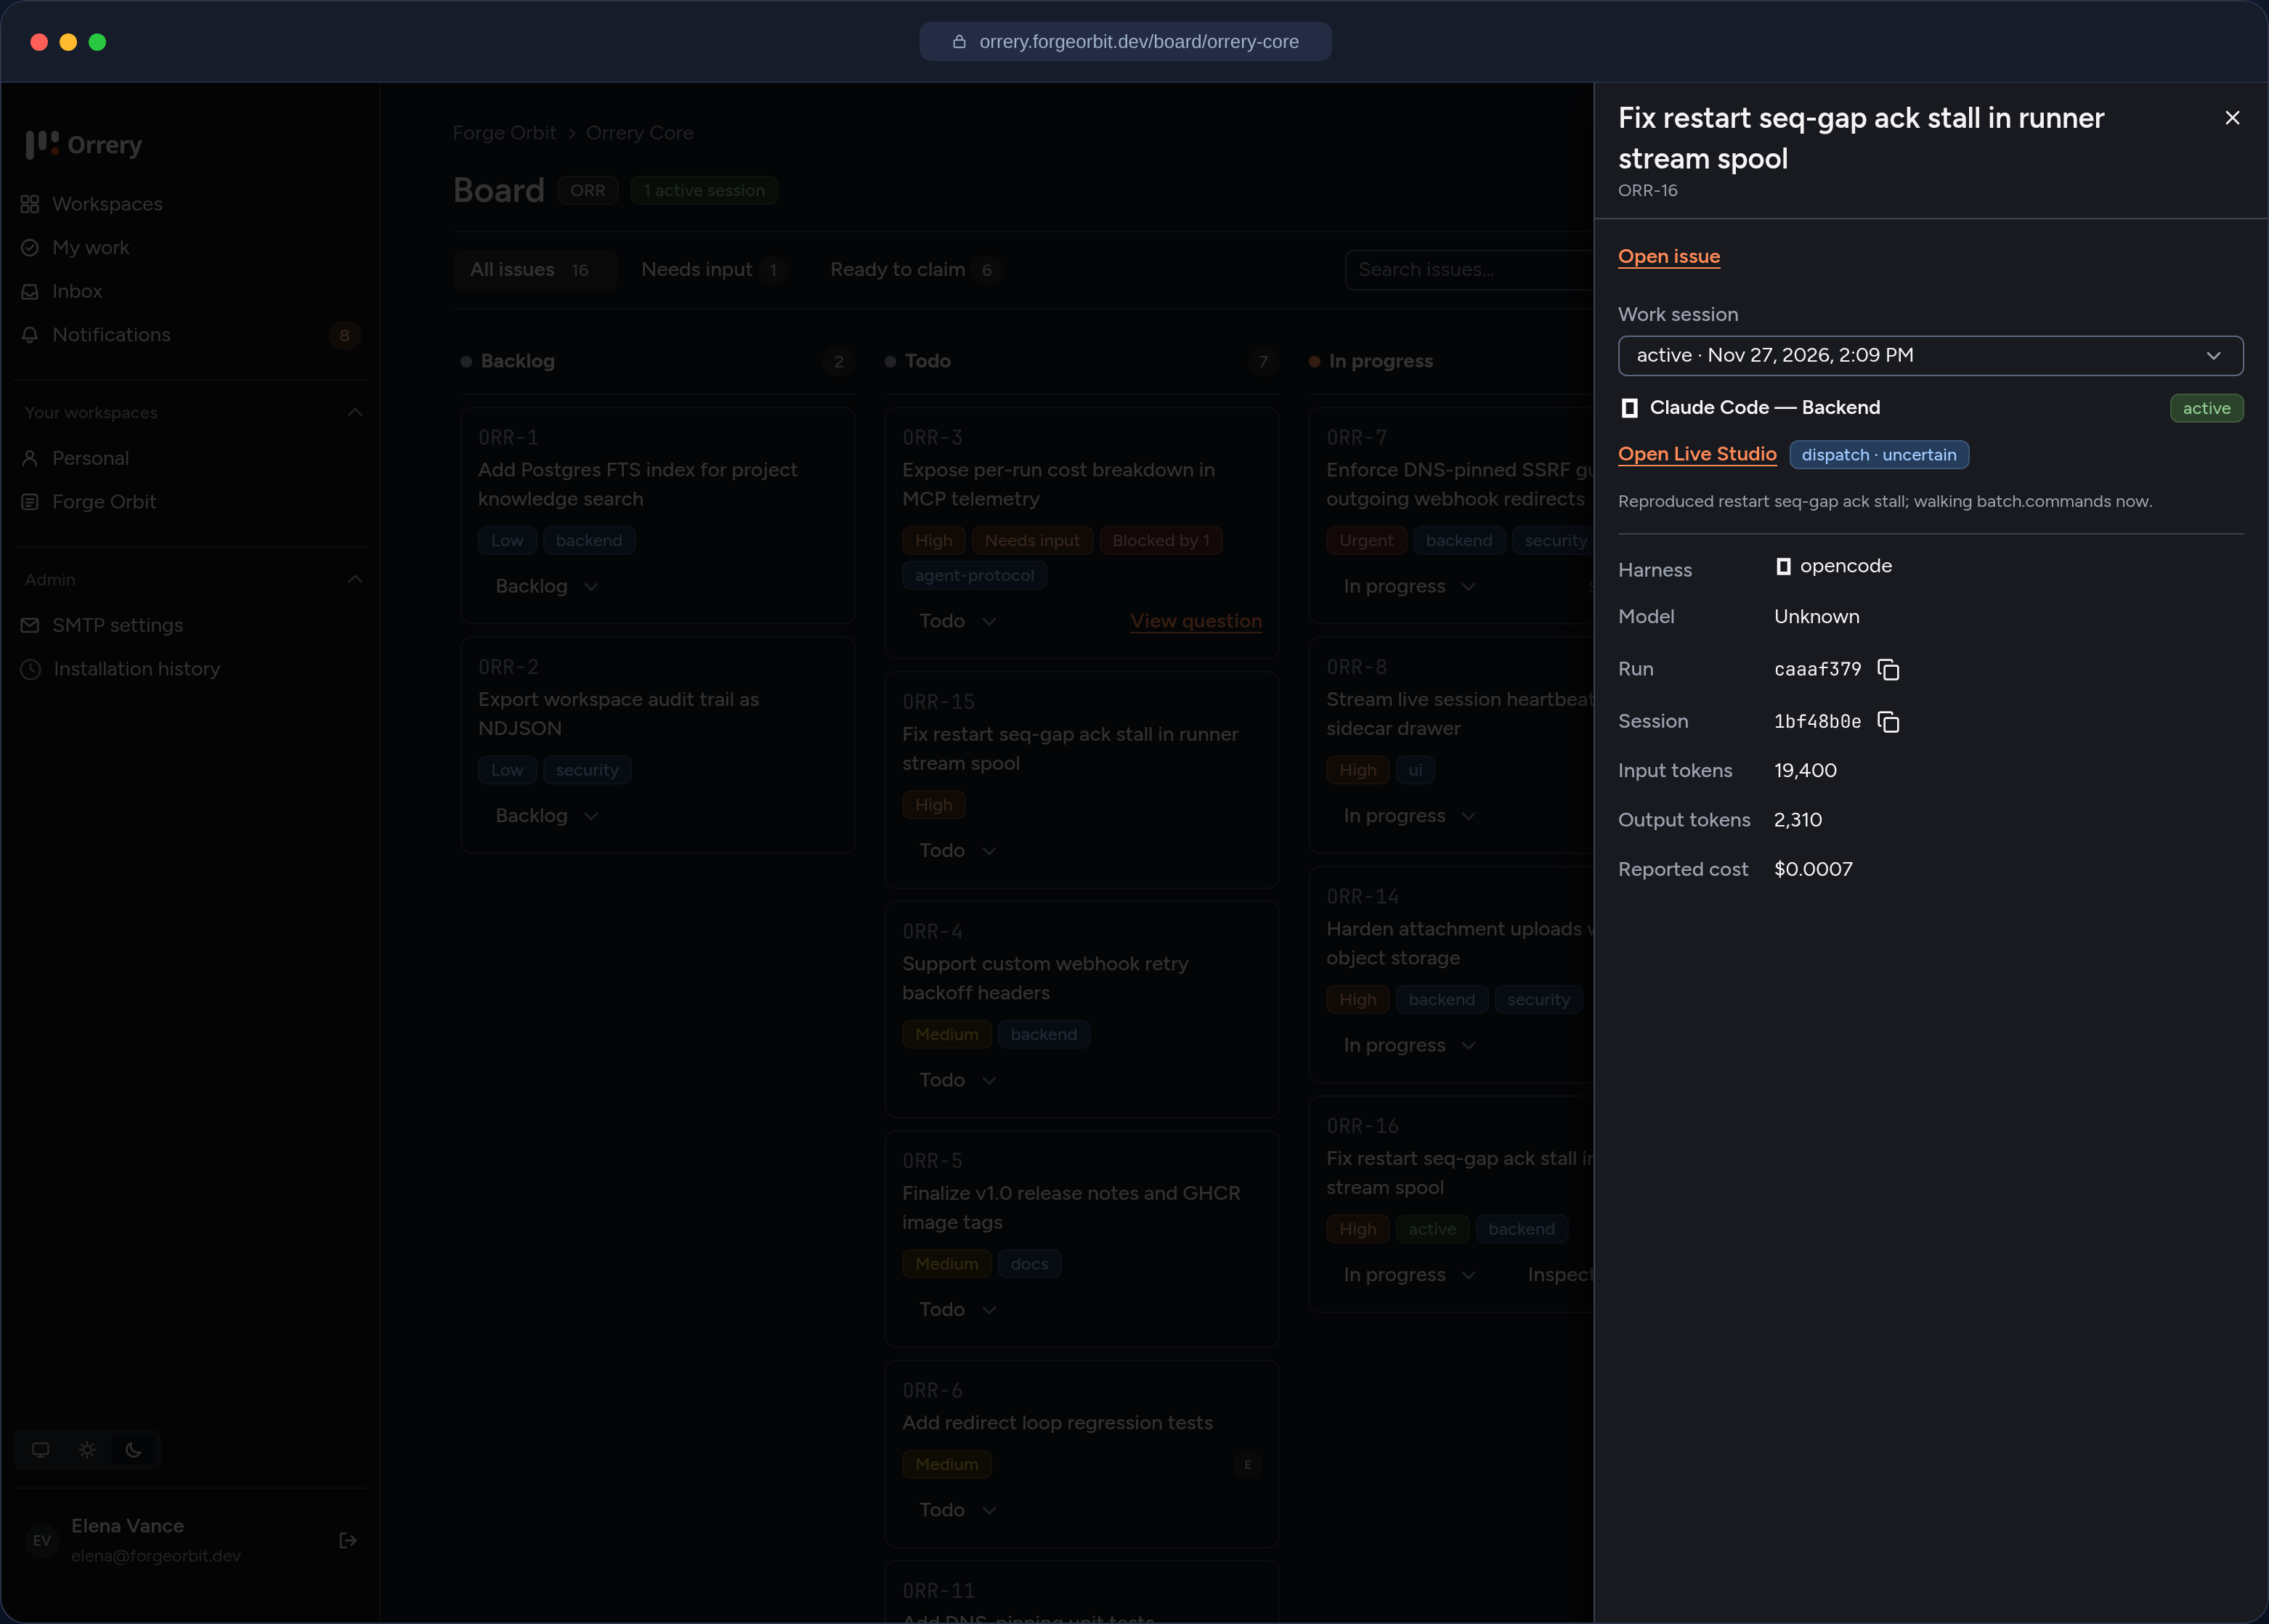 orrery.forgeorbit.dev/board/orrery-core
Orrery
Workspaces
My work
Inbox
Notifications 8
Your workspaces
Personal
Forge Orbit
Admin
SMTP settings
Installation history
EV
Elena Vance
elena@forgeorbit.dev
Forge Orbit › Orrery Core
Board ORR 1 active session
All issues 16 Needs input 1 Ready to claim 6
Search issues...
Backlog 2
ORR-1
Add Postgres FTS index for project
knowledge search
Low backend
Backlog
ORR-2
Export workspace audit trail as
NDJSON
Low security
Backlog
Todo 7
ORR-3
Expose per-run cost breakdown in
MCP telemetry
High Needs input Blocked by 1
agent-protocol
Todo View question
ORR-15
Fix restart seq-gap ack stall in runner
stream spool
High
Todo
ORR-4
Support custom webhook retry
backoff headers
Medium backend
Todo
ORR-5
Finalize v1.0 release notes and GHCR
image tags
Medium docs
Todo
ORR-6
Add redirect loop regression tests
Medium E
Todo
ORR-11
Add DNS-pinning unit tests
In progress
ORR-7
Enforce DNS-pinned SSRF
outgoing webhook redirects
Urgent backend security
In progress
ORR-8
Stream live session heartbeat
sidecar drawer
High ui
In progress
ORR-14
Harden attachment uploads
object storage
High backend security
In progress
ORR-16
Fix restart seq-gap ack stall
stream spool
High active backend
In progress Inspect
Fix restart seq-gap ack stall in runner
stream spool
ORR-16
Open issue
Work session
active · Nov 27, 2026, 2:09 PM
Claude Code — Backend active
Open Live Studio dispatch · uncertain
Reproduced restart seq-gap ack stall; walking batch.commands now.
Harness opencode
Model Unknown
Run caaaf379
Session 1bf48b0e
Input tokens 19,400
Output tokens 2,310
Reported cost $0.0007